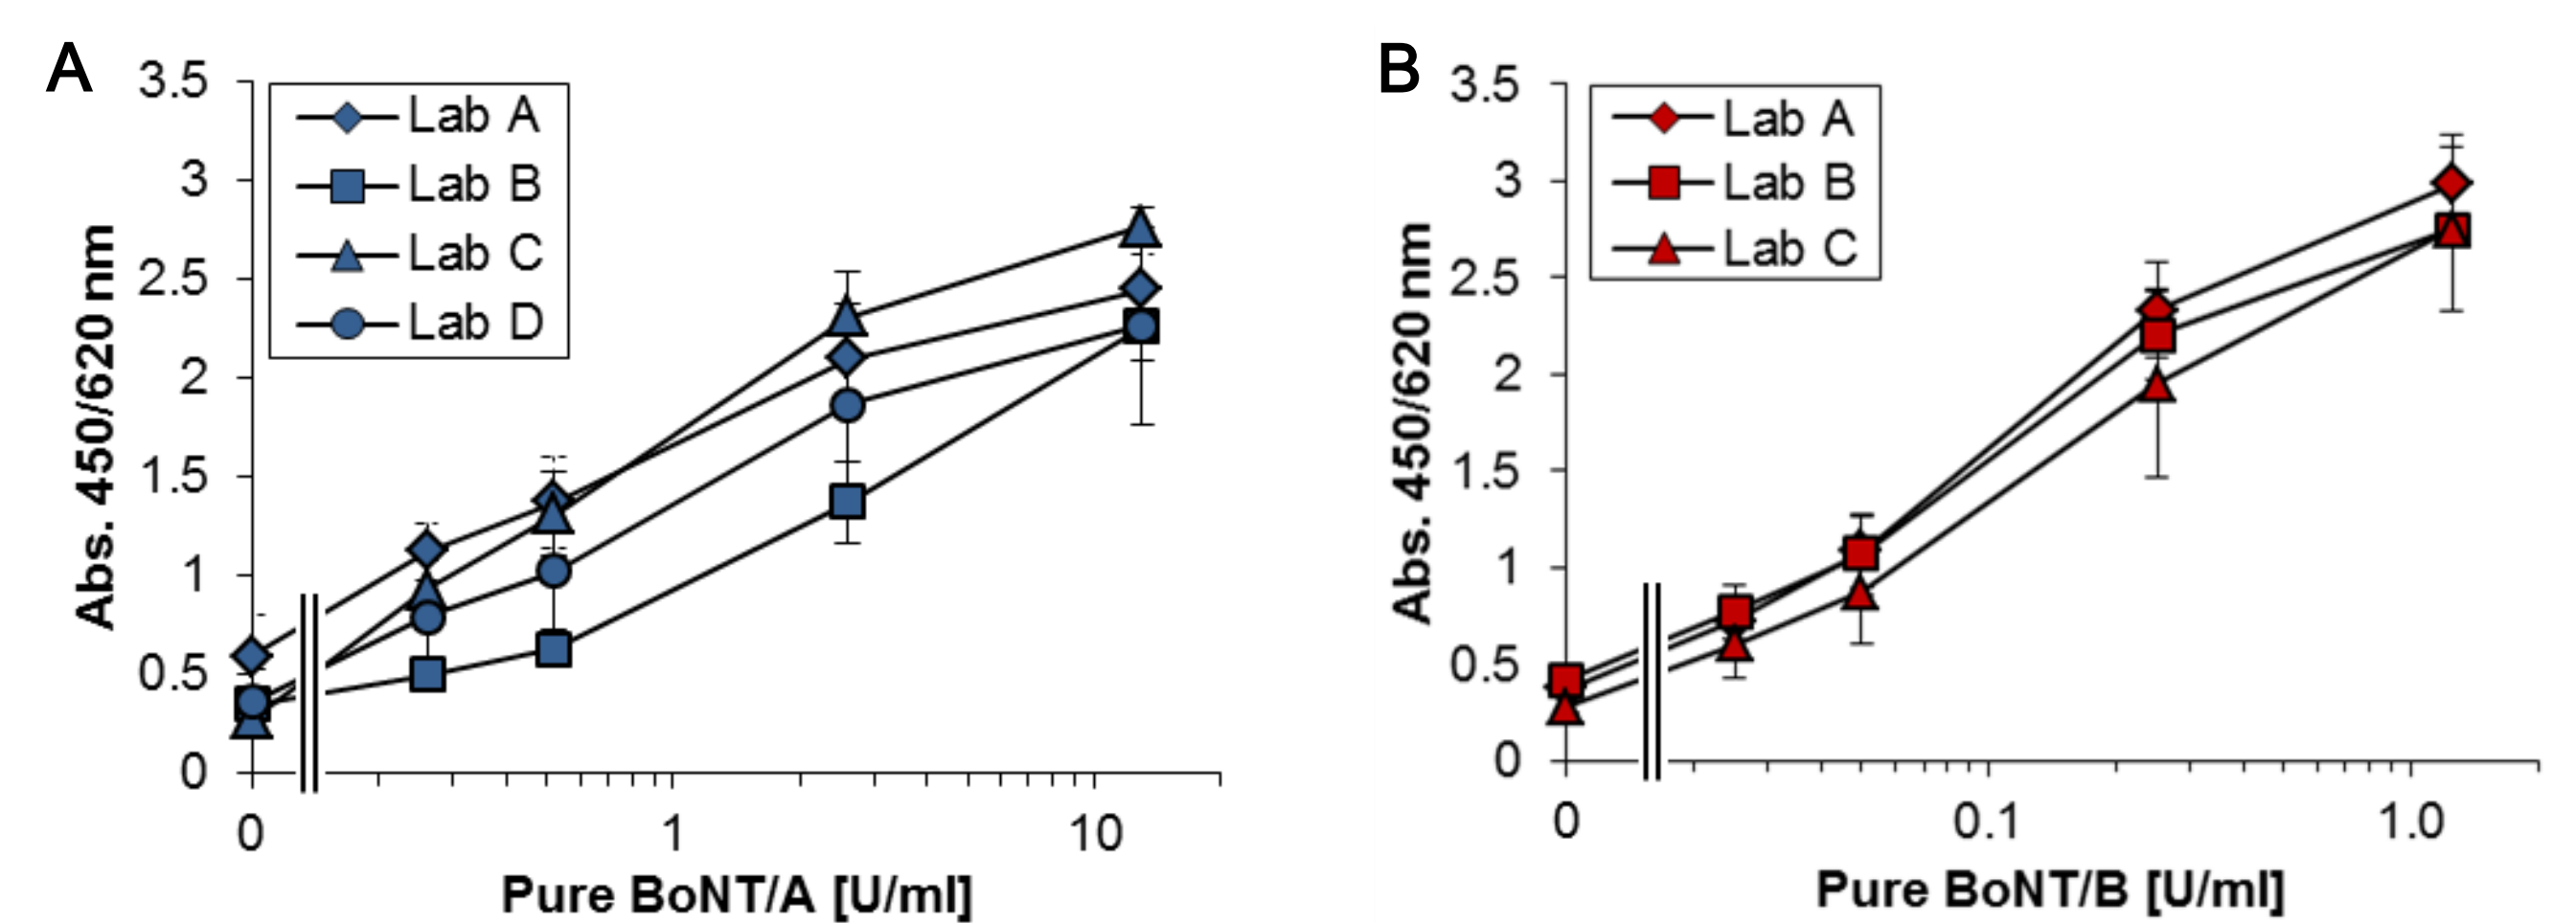 A
3.5
3
2.5
2
1.5
1
0.5
0
Abs. 450/620 nm
Lab A
Lab B
Lab C
Lab D
0
1
10
Pure BoNT/A [U/ml]
B
3.5
3
2.5
2
1.5
1
0.5
0
Abs. 450/620 nm
Lab A
Lab B
Lab C
0
0.1
1.0
Pure BoNT/B [U/ml]